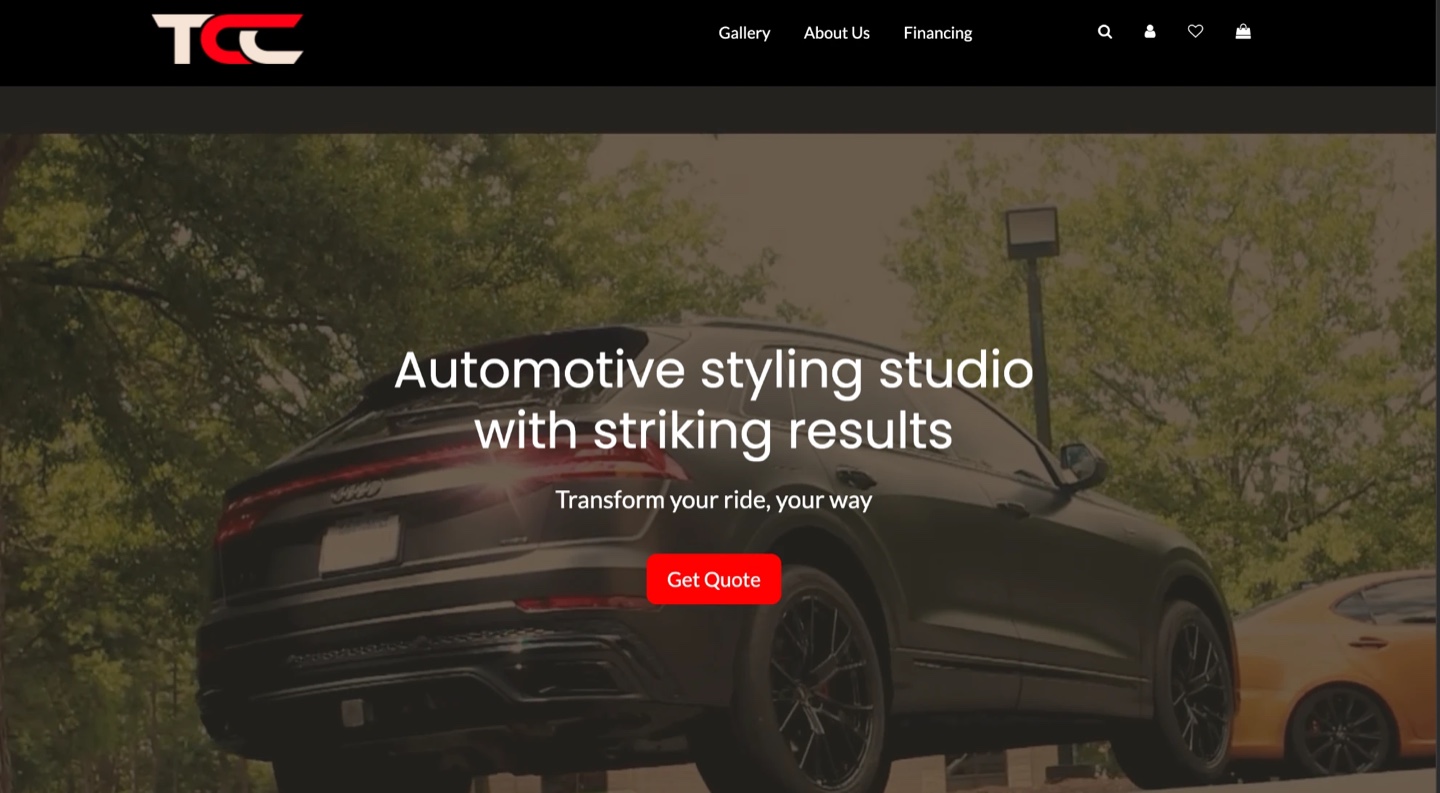 TCC
Gallery About Us Financing
Automotive styling studio
with striking results
Transform your ride, your way
Get Quote